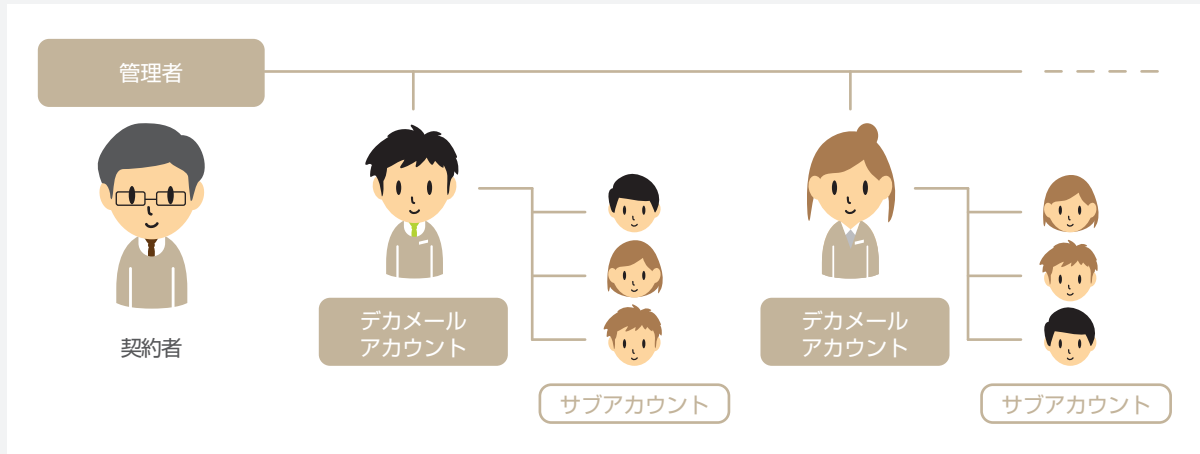 管理者
契約者
デカメール
アカウント
サブアカウント
デカメール
アカウント
サブアカウント